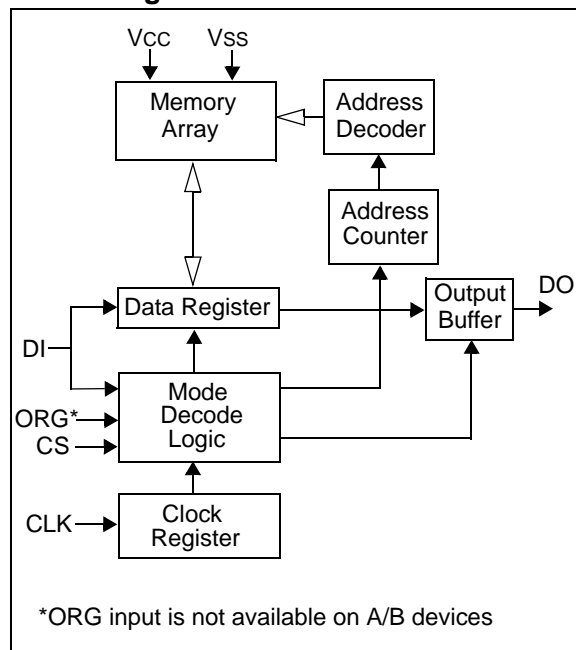 VCC
VSS
Memory
Array
Address
Decoder
Address
Counter
Data Register
Output
Buffer
DO
DI
Mode
Decode
Logic
ORG*
CS
CLK
Clock
Register
*ORG input is not available on A/B devices